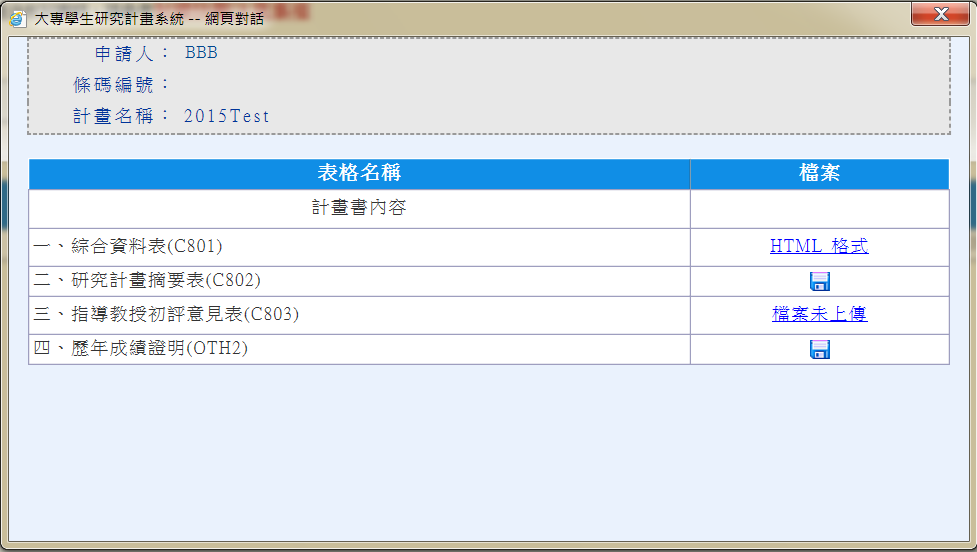 大專學生研究計畫系統 -- 網頁對話
申請人： BBB
條碼編號：
計畫名稱： 2015Test
表格名稱 檔案
計畫書內容
一、綜合資料表(C801) HTML 格式
二、研究計畫摘要表(C802)
三、指導教授初評意見表(C803) 檔案未上傳
四、歷年成績證明(OTH2)